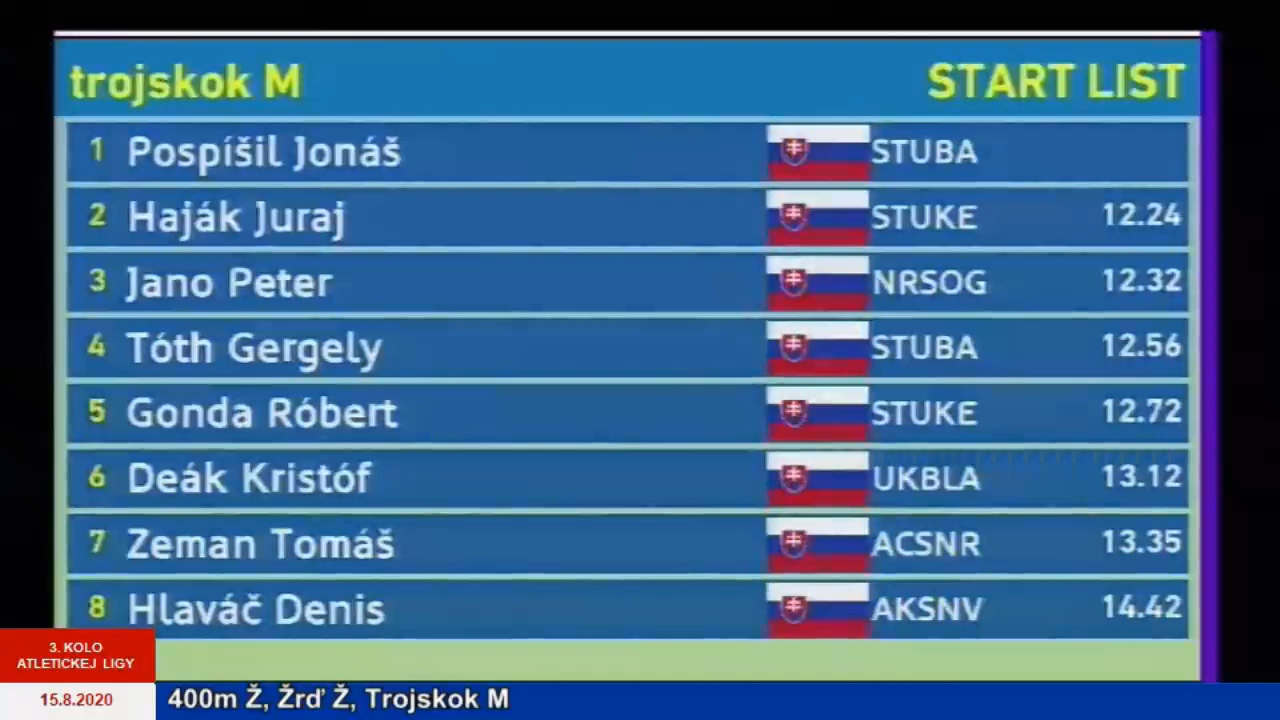 trojskok M START LIST
1 Pospíšil Jonáš STUBA
2 Haják Juraj STUKE 12.24
3 Jano Peter NRSOG 12.32
4 Tóth Gergely STUBA 12.56
5 Gonda Róbert STUKE 12.72
6 Deák Kristóf UKBLA 13.12
7 Zeman Tomáš ACSNR 13.35
8 Hlaváč Denis AKSNV 14.42
3. KOLO
ATLETICKEJ LIGY
15.8.2020
400m Ž, Žrď Ž, Trojskok M